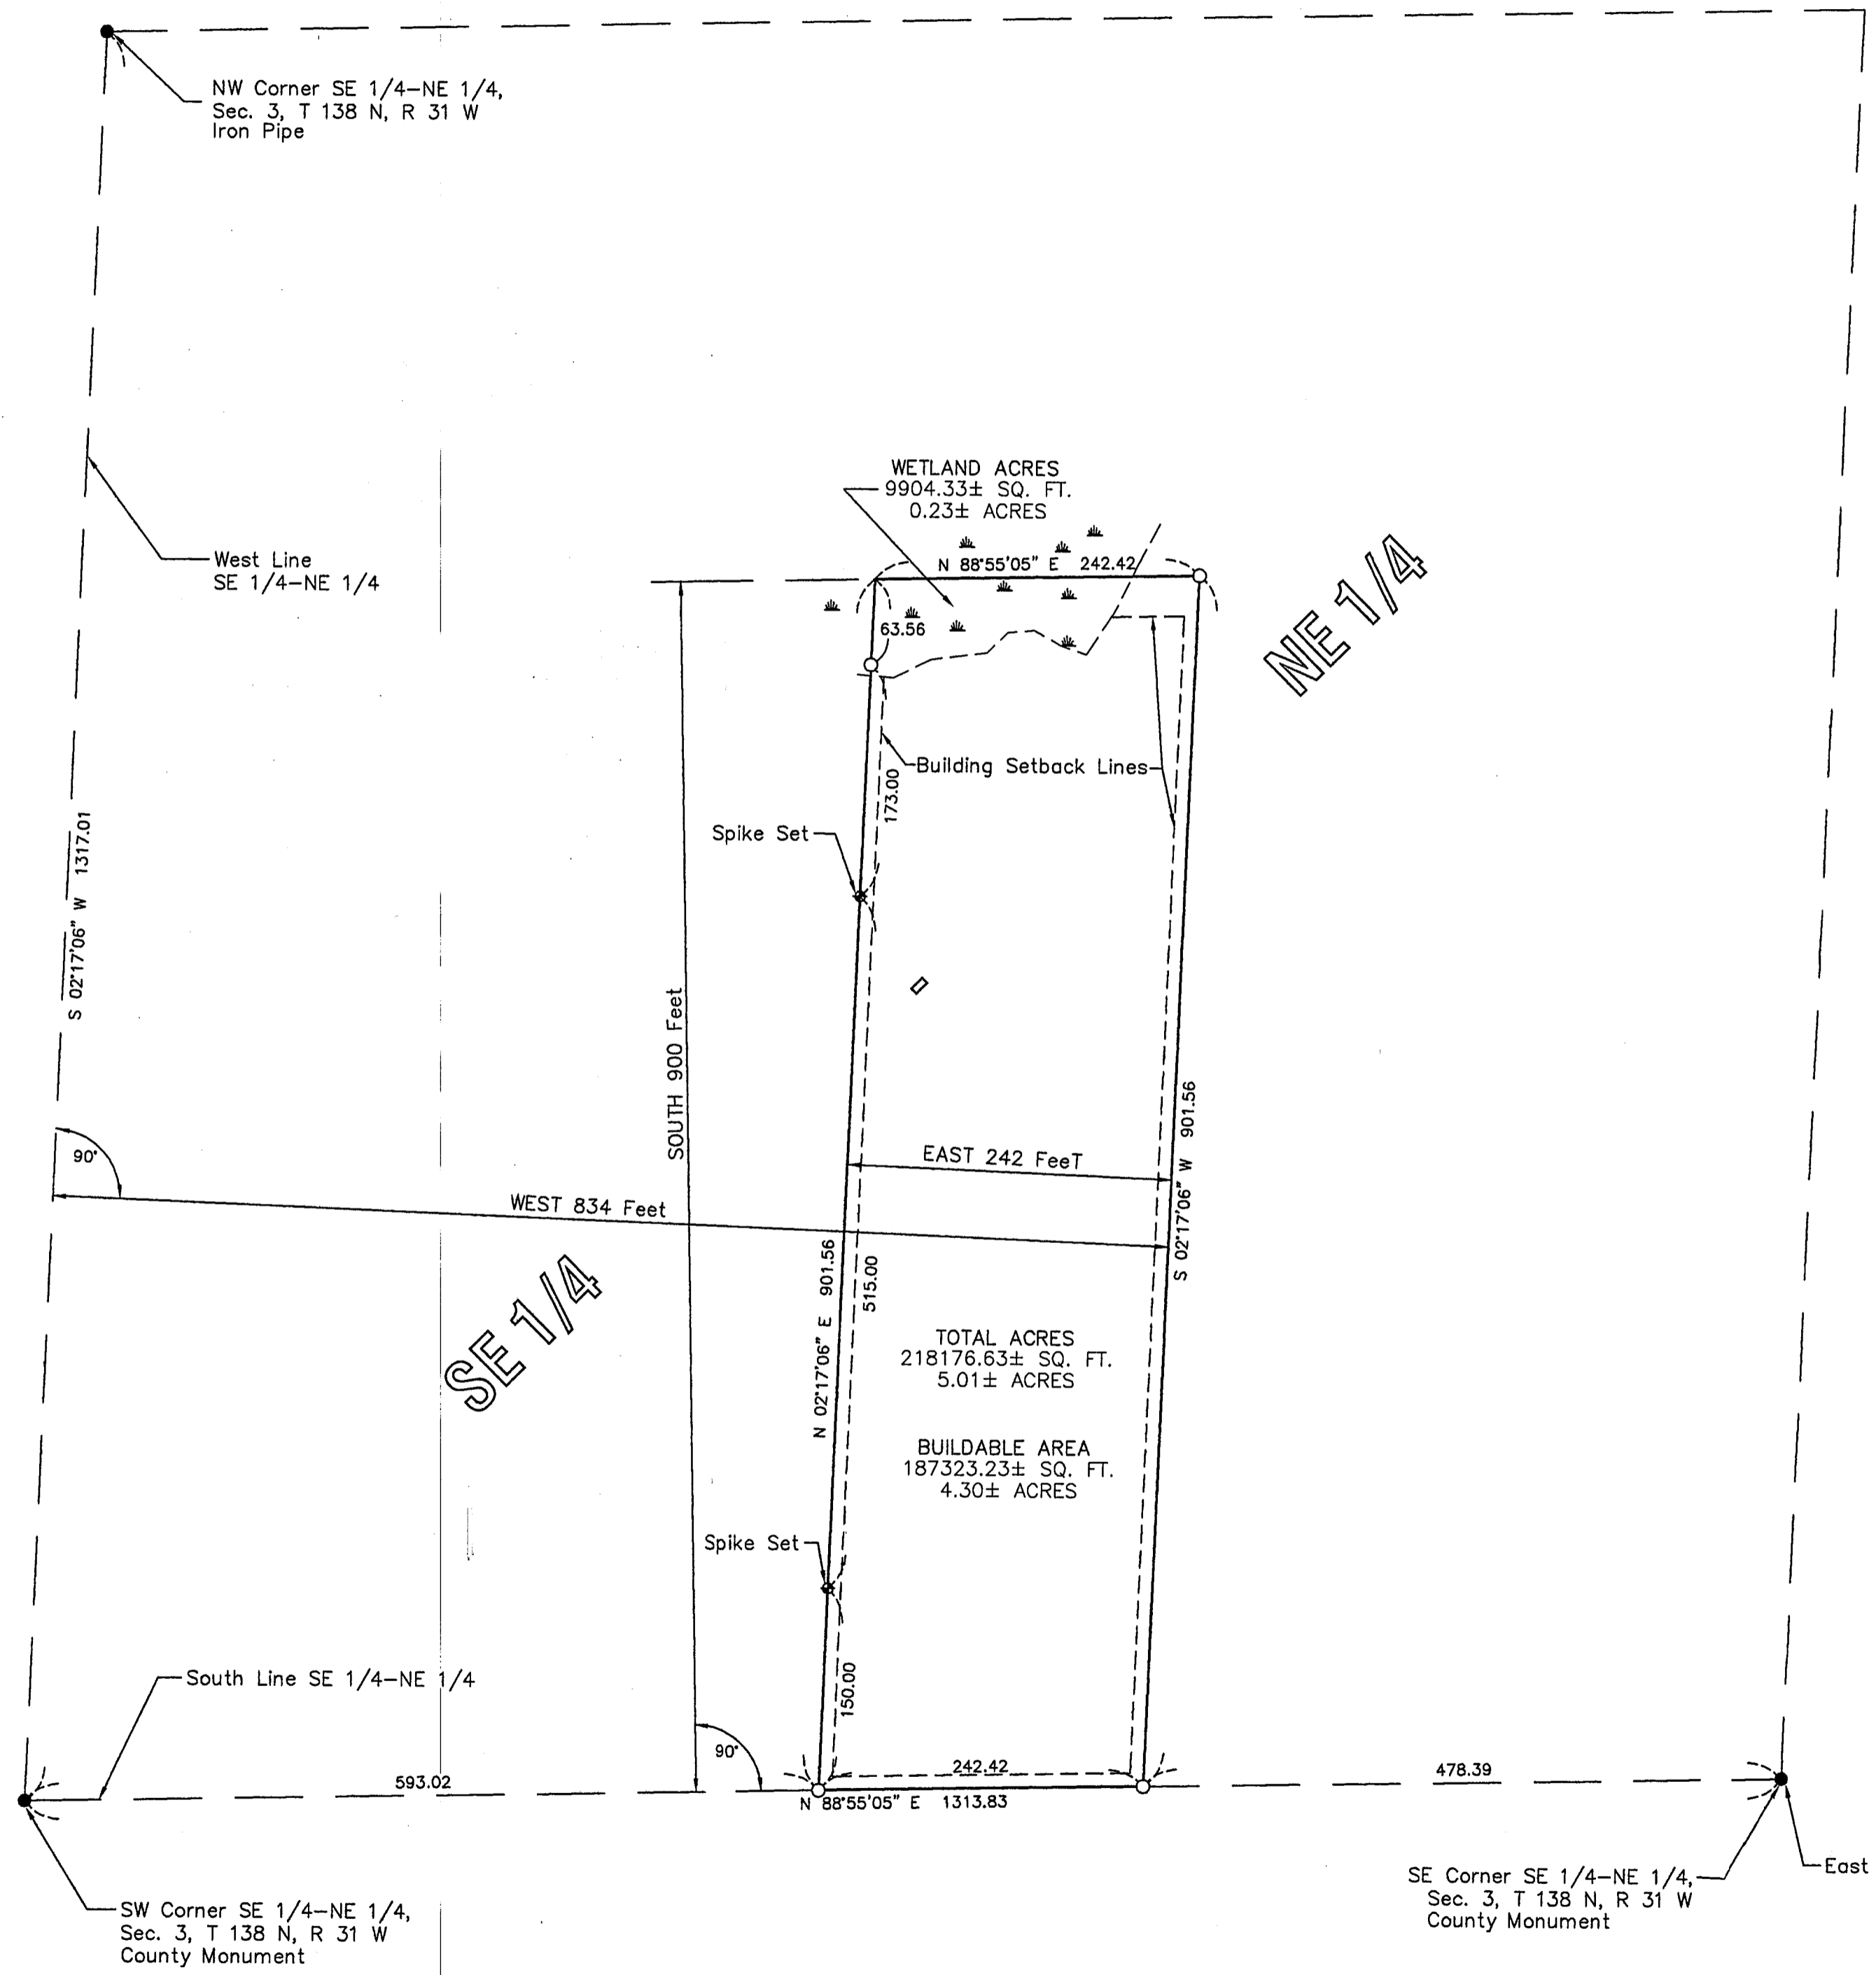 NW Corner SE 1/4-NE 1/4,
Sec. 3, T 138 N, R 31 W
Iron Pipe
WETLAND ACRES
9904.33± SQ. FT.
0.23± ACRES
West Line
SE 1/4-NE 1/4
N 88°55'05" E 242.42
NE 1/4
63.56
Building Setback Lines
173.00
Spike Set
S 02°17'06" W 1317.01
SOUTH 900 Feet
90°
EAST 242 FeeT
S 02°17'06" W 901.56
WEST 834 Feet
N 02°17'06" E 901.56
515.00
SE 1/4
TOTAL ACRES
218176.63± SQ. FT.
5.01± ACRES
BUILDABLE AREA
187323.23± SQ. FT.
4.30± ACRES
Spike Set
South Line SE 1/4-NE 1/4
150.00
90°
593.02
242.42
478.39
N 88°55'05" E 1313.83
East
SE Corner SE 1/4-NE 1/4,
Sec. 3, T 138 N, R 31 W
County Monument
SW Corner SE 1/4-NE 1/4,
Sec. 3, T 138 N, R 31 W
County Monument